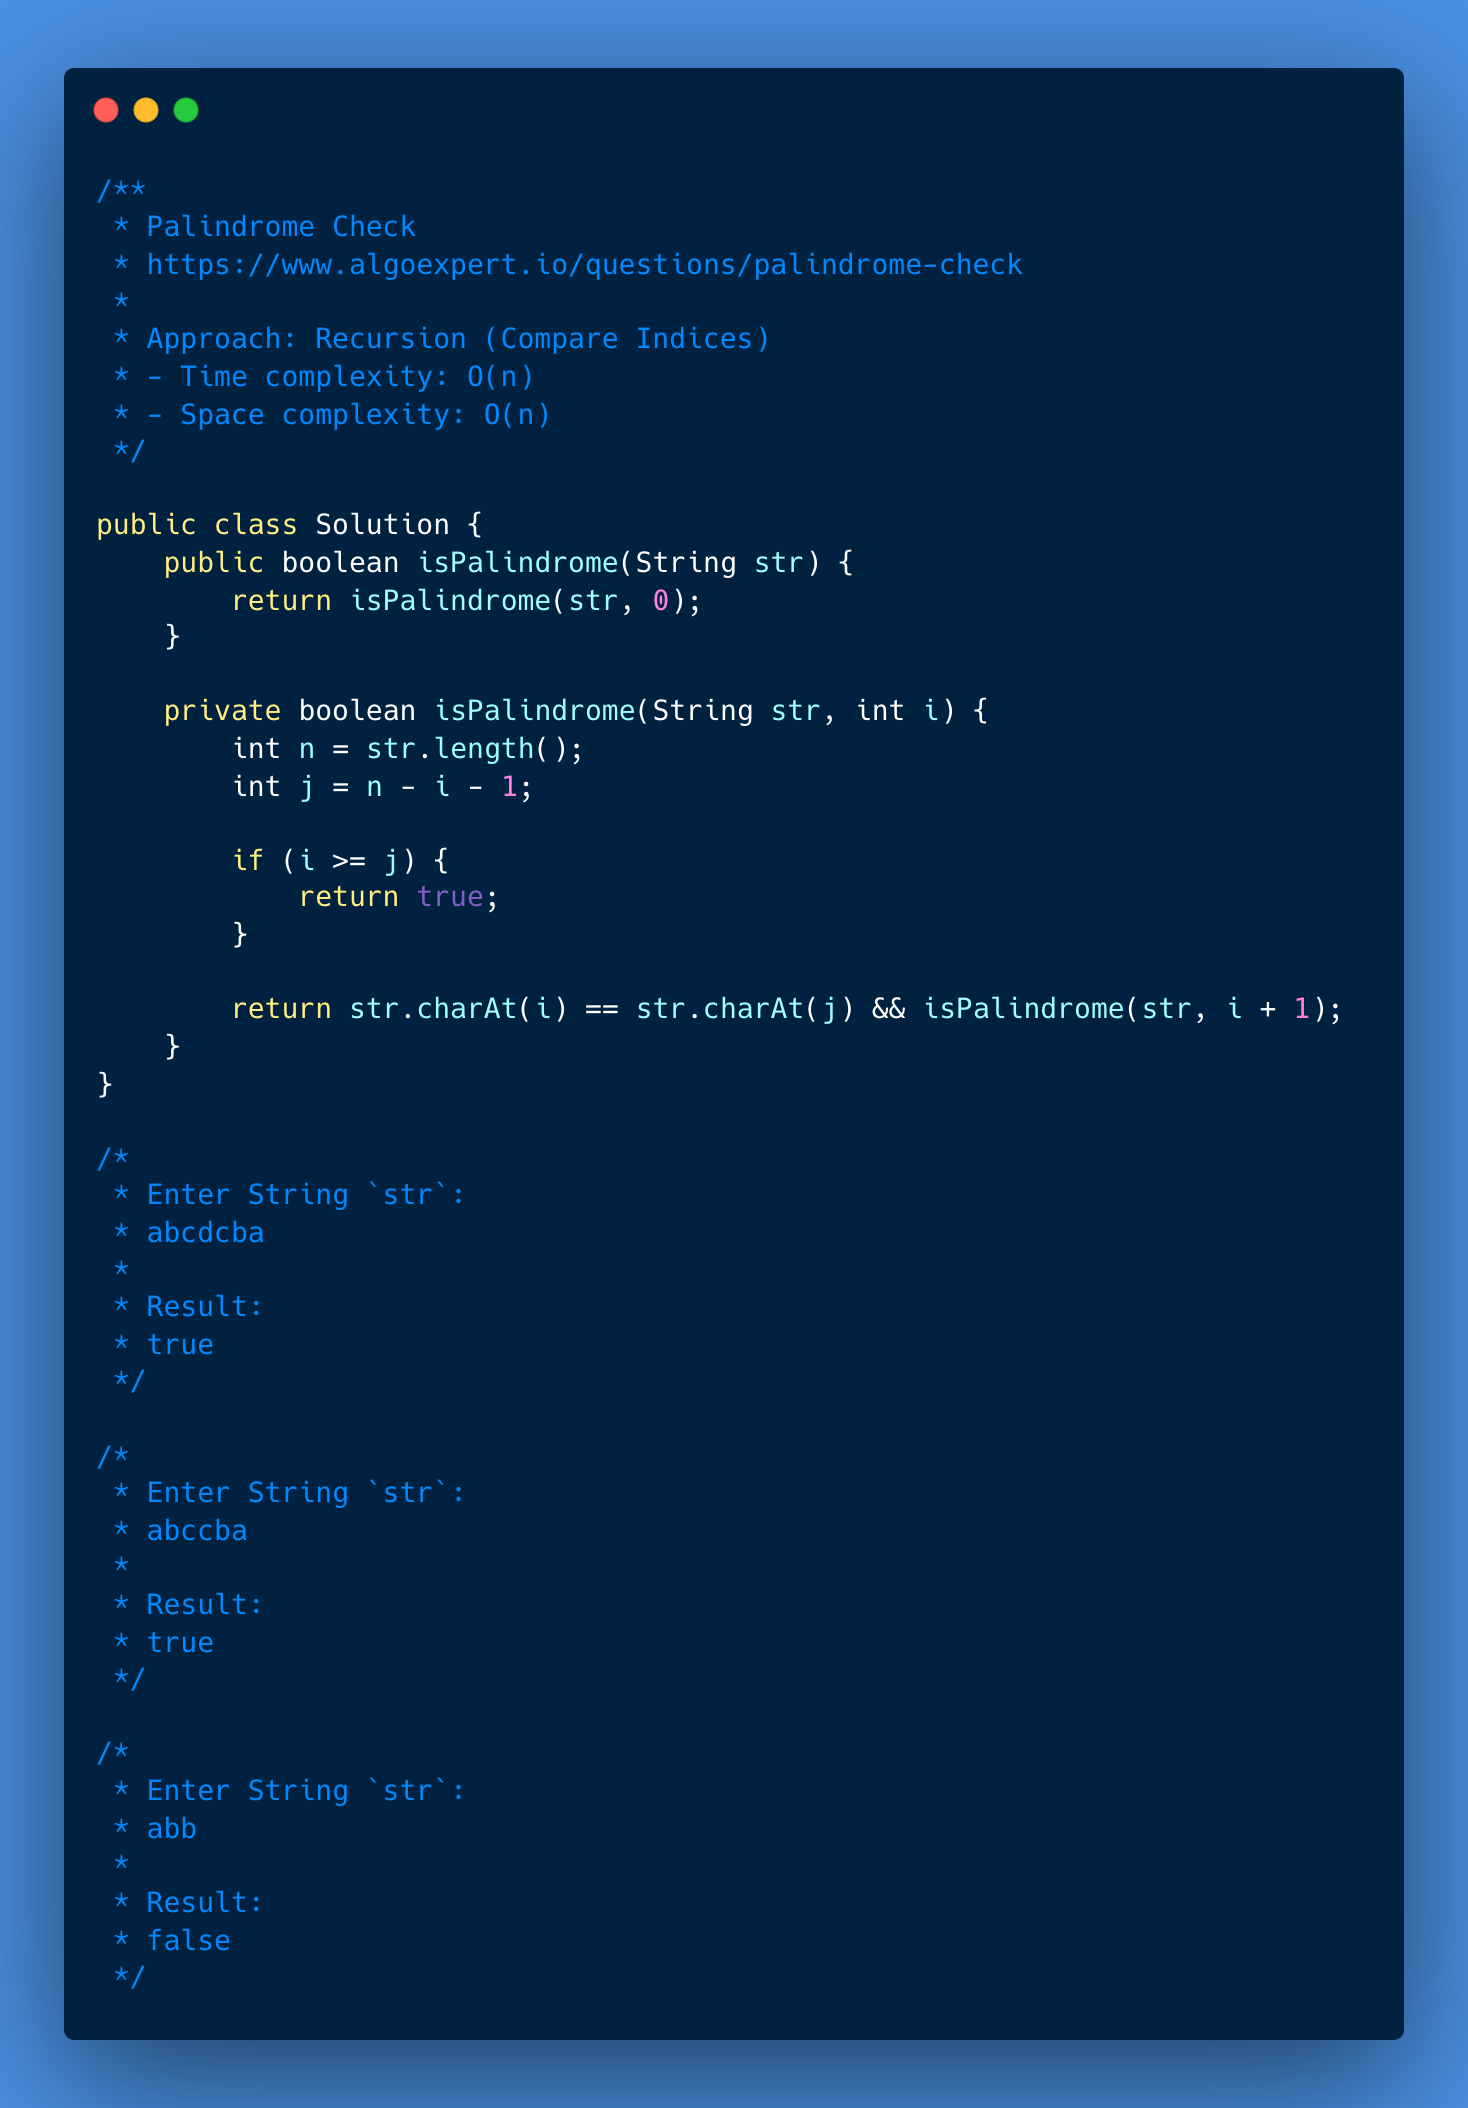 /**
 * Palindrome Check
 * https://www.algoexpert.io/questions/palindrome-check
 *
 * Approach: Recursion (Compare Indices)
 * - Time complexity: O(n)
 * - Space complexity: O(n)
 */

public class Solution {
    public boolean isPalindrome(String str) {
        return isPalindrome(str, 0);
    }

    private boolean isPalindrome(String str, int i) {
        int n = str.length();
        int j = n - i - 1;

        if (i >= j) {
            return true;
        }

        return str.charAt(i) == str.charAt(j) && isPalindrome(str, i + 1);
    }
}

/*
 * Enter String `str`:
 * abcdcba
 *
 * Result:
 * true
 */

/*
 * Enter String `str`:
 * abccba
 *
 * Result:
 * true
 */

/*
 * Enter String `str`:
 * abb
 *
 * Result:
 * false
 */